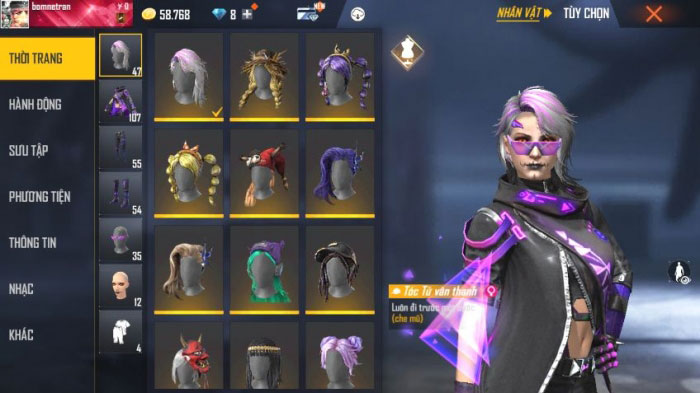 bomnetran
58.768
8
NEW
NHÂN VẬT
TÙY CHỌN
THỜI TRANG
HÀNH ĐỘNG
SƯU TẬP
PHƯƠNG TIỆN
THÔNG TIN
NHẠC
KHÁC
47
107
55
54
35
12
4
Tóc Tử vân thanh
Luôn đi trước
(che mũ)